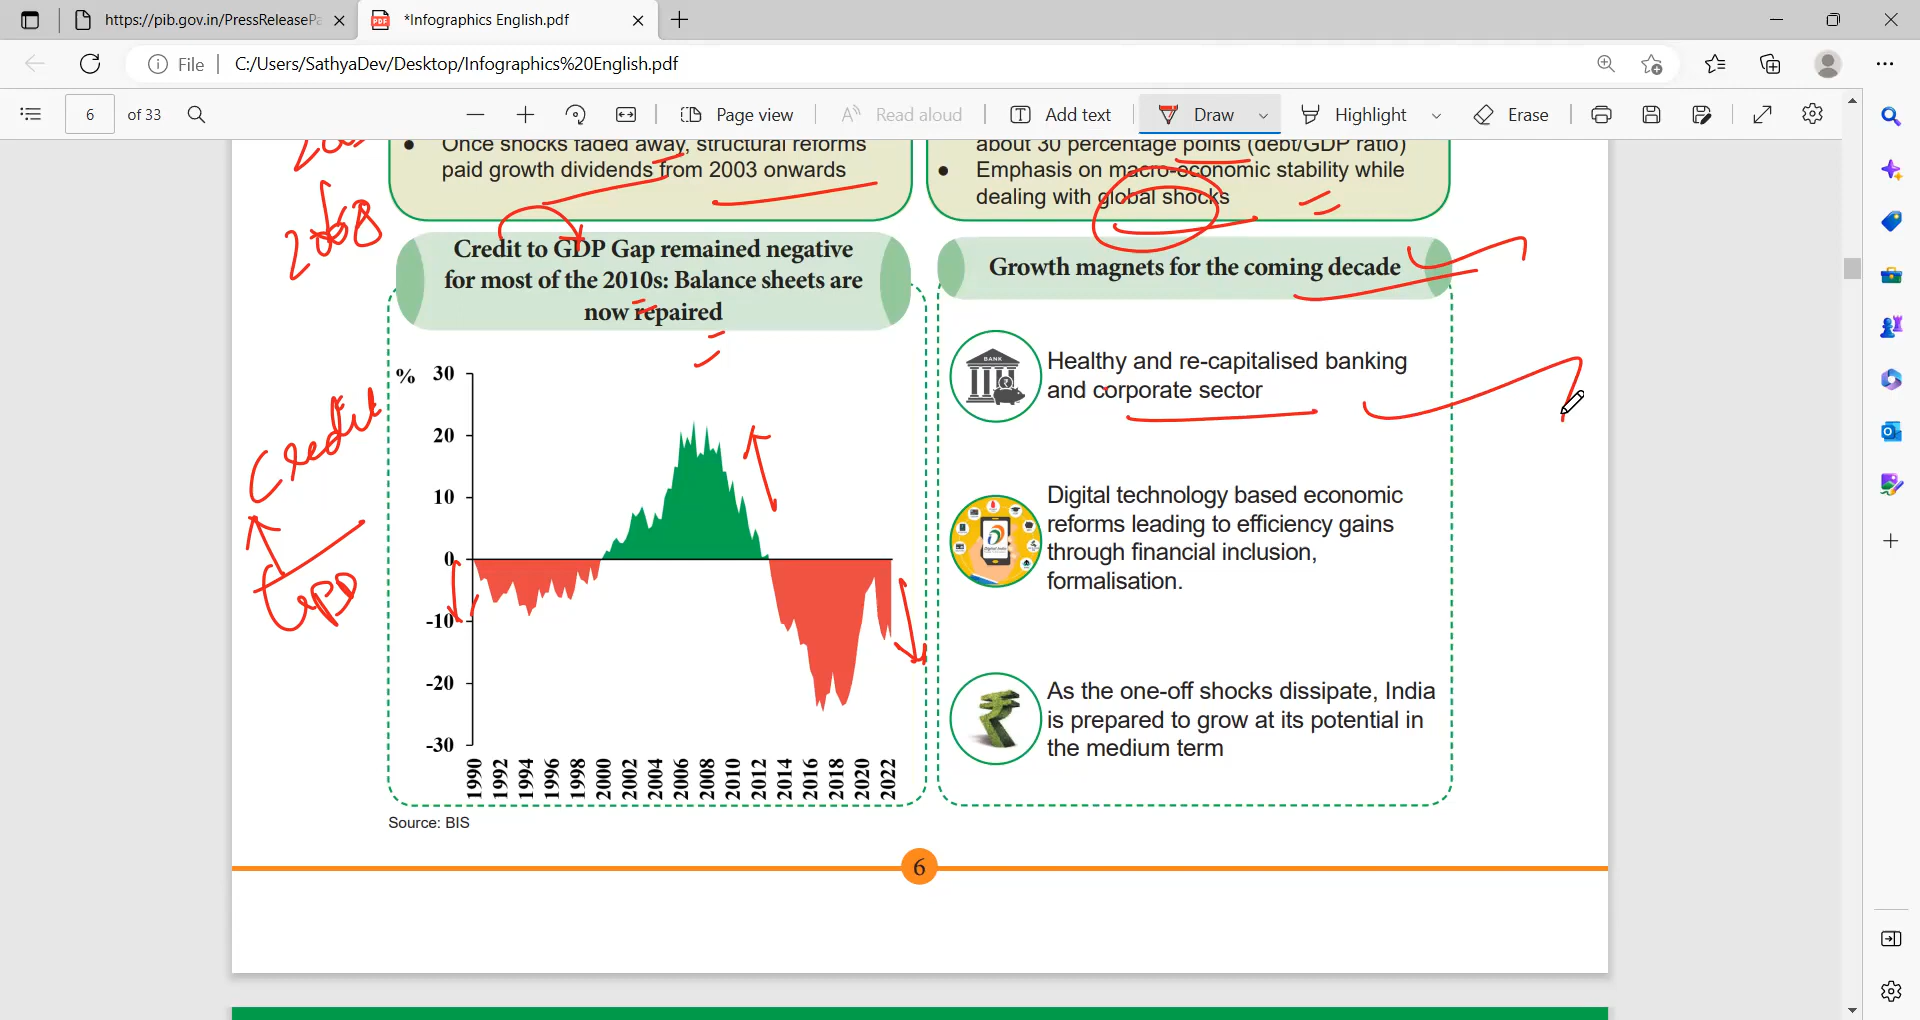 https://pib.gov.in/PressReleasePa
*Infographics English.pdf
File
C:/Users/SathyaDev/Desktop/Infographics%20English.pdf
6 of 33
Page view
Read aloud
Add text
Draw
Highlight
Erase
Once shocks faded away, structural reforms
paid growth dividends from 2003 onwards
about 30 percentage points (debt/GDP ratio)
Emphasis on macro-economic stability while
dealing with global shocks
Credit to GDP Gap remained negative
for most of the 2010s: Balance sheets are
now repaired
%
30
20
10
0
-10
-20
-30
1990 1992 1994 1996 1998 2000 2002 2004 2006 2008 2010 2012 2014 2016 2018 2020 2022
Source: BIS
Credit
GDP
Growth magnets for the coming decade
BANK
Healthy and re-capitalised banking
and corporate sector
Digital India
Digital technology based economic
reforms leading to efficiency gains
through financial inclusion,
formalisation.
As the one-off shocks dissipate, India
is prepared to grow at its potential in
the medium term
6